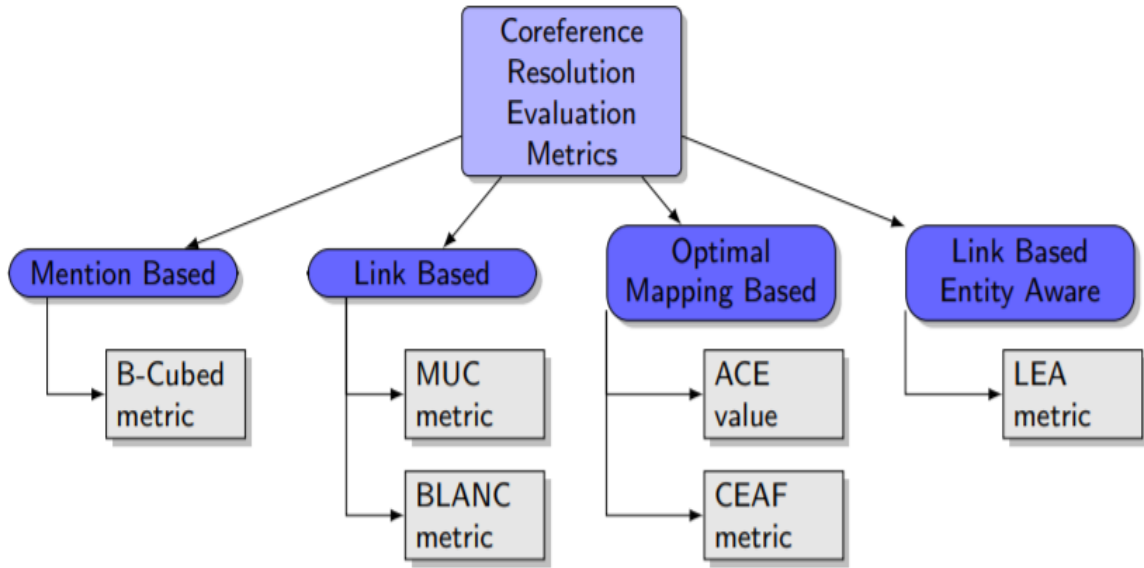 Coreference
Resolution
Evaluation
Metrics
Mention Based
Link Based
Optimal
Mapping Based
Link Based
Entity Aware
B-Cubed
metric
MUC
metric
ACE
value
LEA
metric
BLANC
metric
CEAF
metric